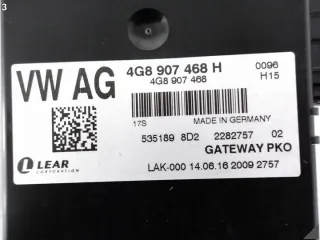 3
VW AG
4G8 907 468 H
4G8 907 468
0096
H15
17S
MADE IN GERMANY
535189 8D2 2282757 02
GATEWAY PKO
LEAR
CORPORATION
LAK-000 14.06.16 2009 2757